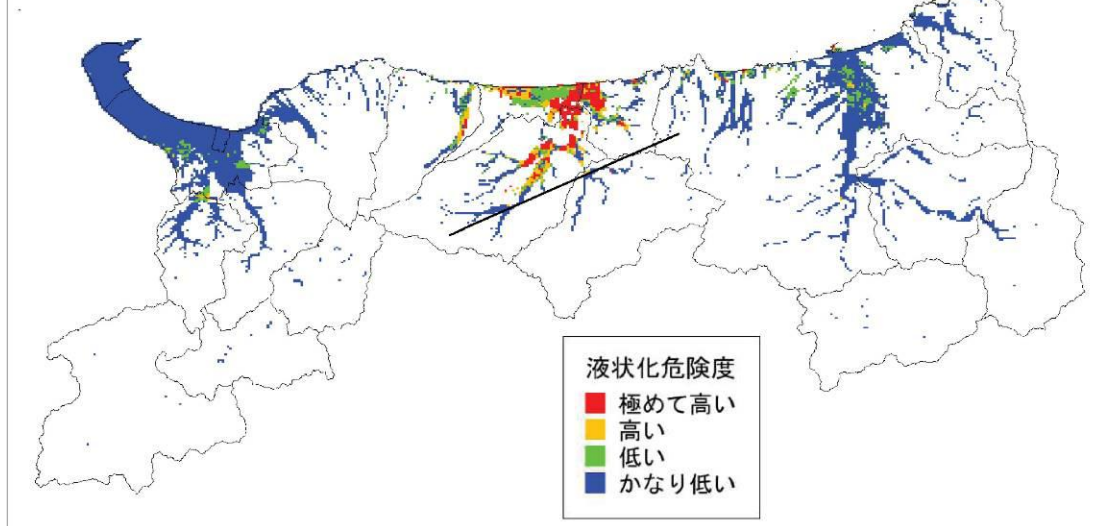 液状化危険度
極めて高い
高い
低い
かなり低い